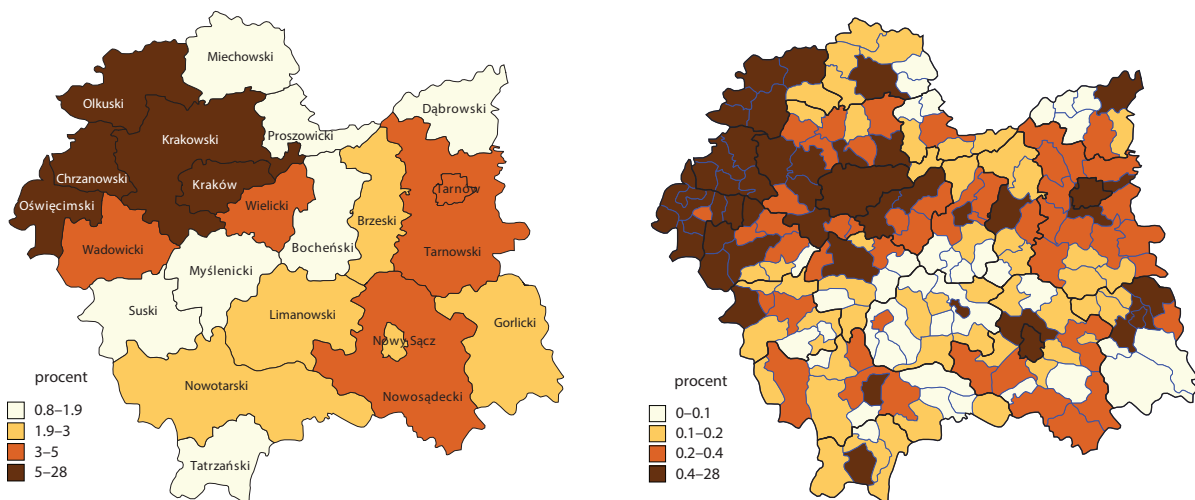 Miechowski
Olkuski
Dąbrowski
Krakowski
Proszowicki
Chrzanowski
Kraków
Tarnów
Oświęcimski
Wielicki
Brzeski
Wadowicki
Bocheński
Tarnowski
Myślenicki
Suski
Limanowski
Gorlicki
Nowy Sącz
Nowotarski
Nowosądecki
Tatrzański
procent
0.8–1.9
1.9–3
3–5
5–28
procent
0–0.1
0.1–0.2
0.2–0.4
0.4–28